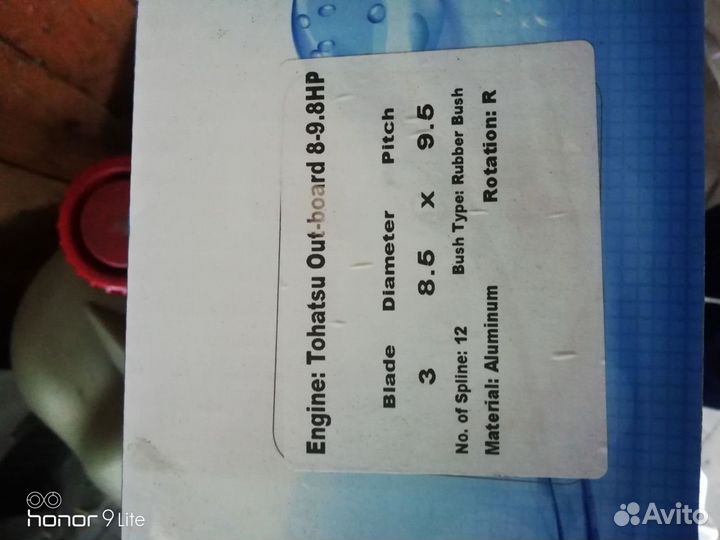 Engine: Tohatsu Out-board 8-9.8HP
Blade Diameter Pitch
3 8.5 x 9.5
No. of Spline: 12 Bush Type: Rubber Bush
Material: Aluminum Rotation: R
honor 9 Lite
Avito